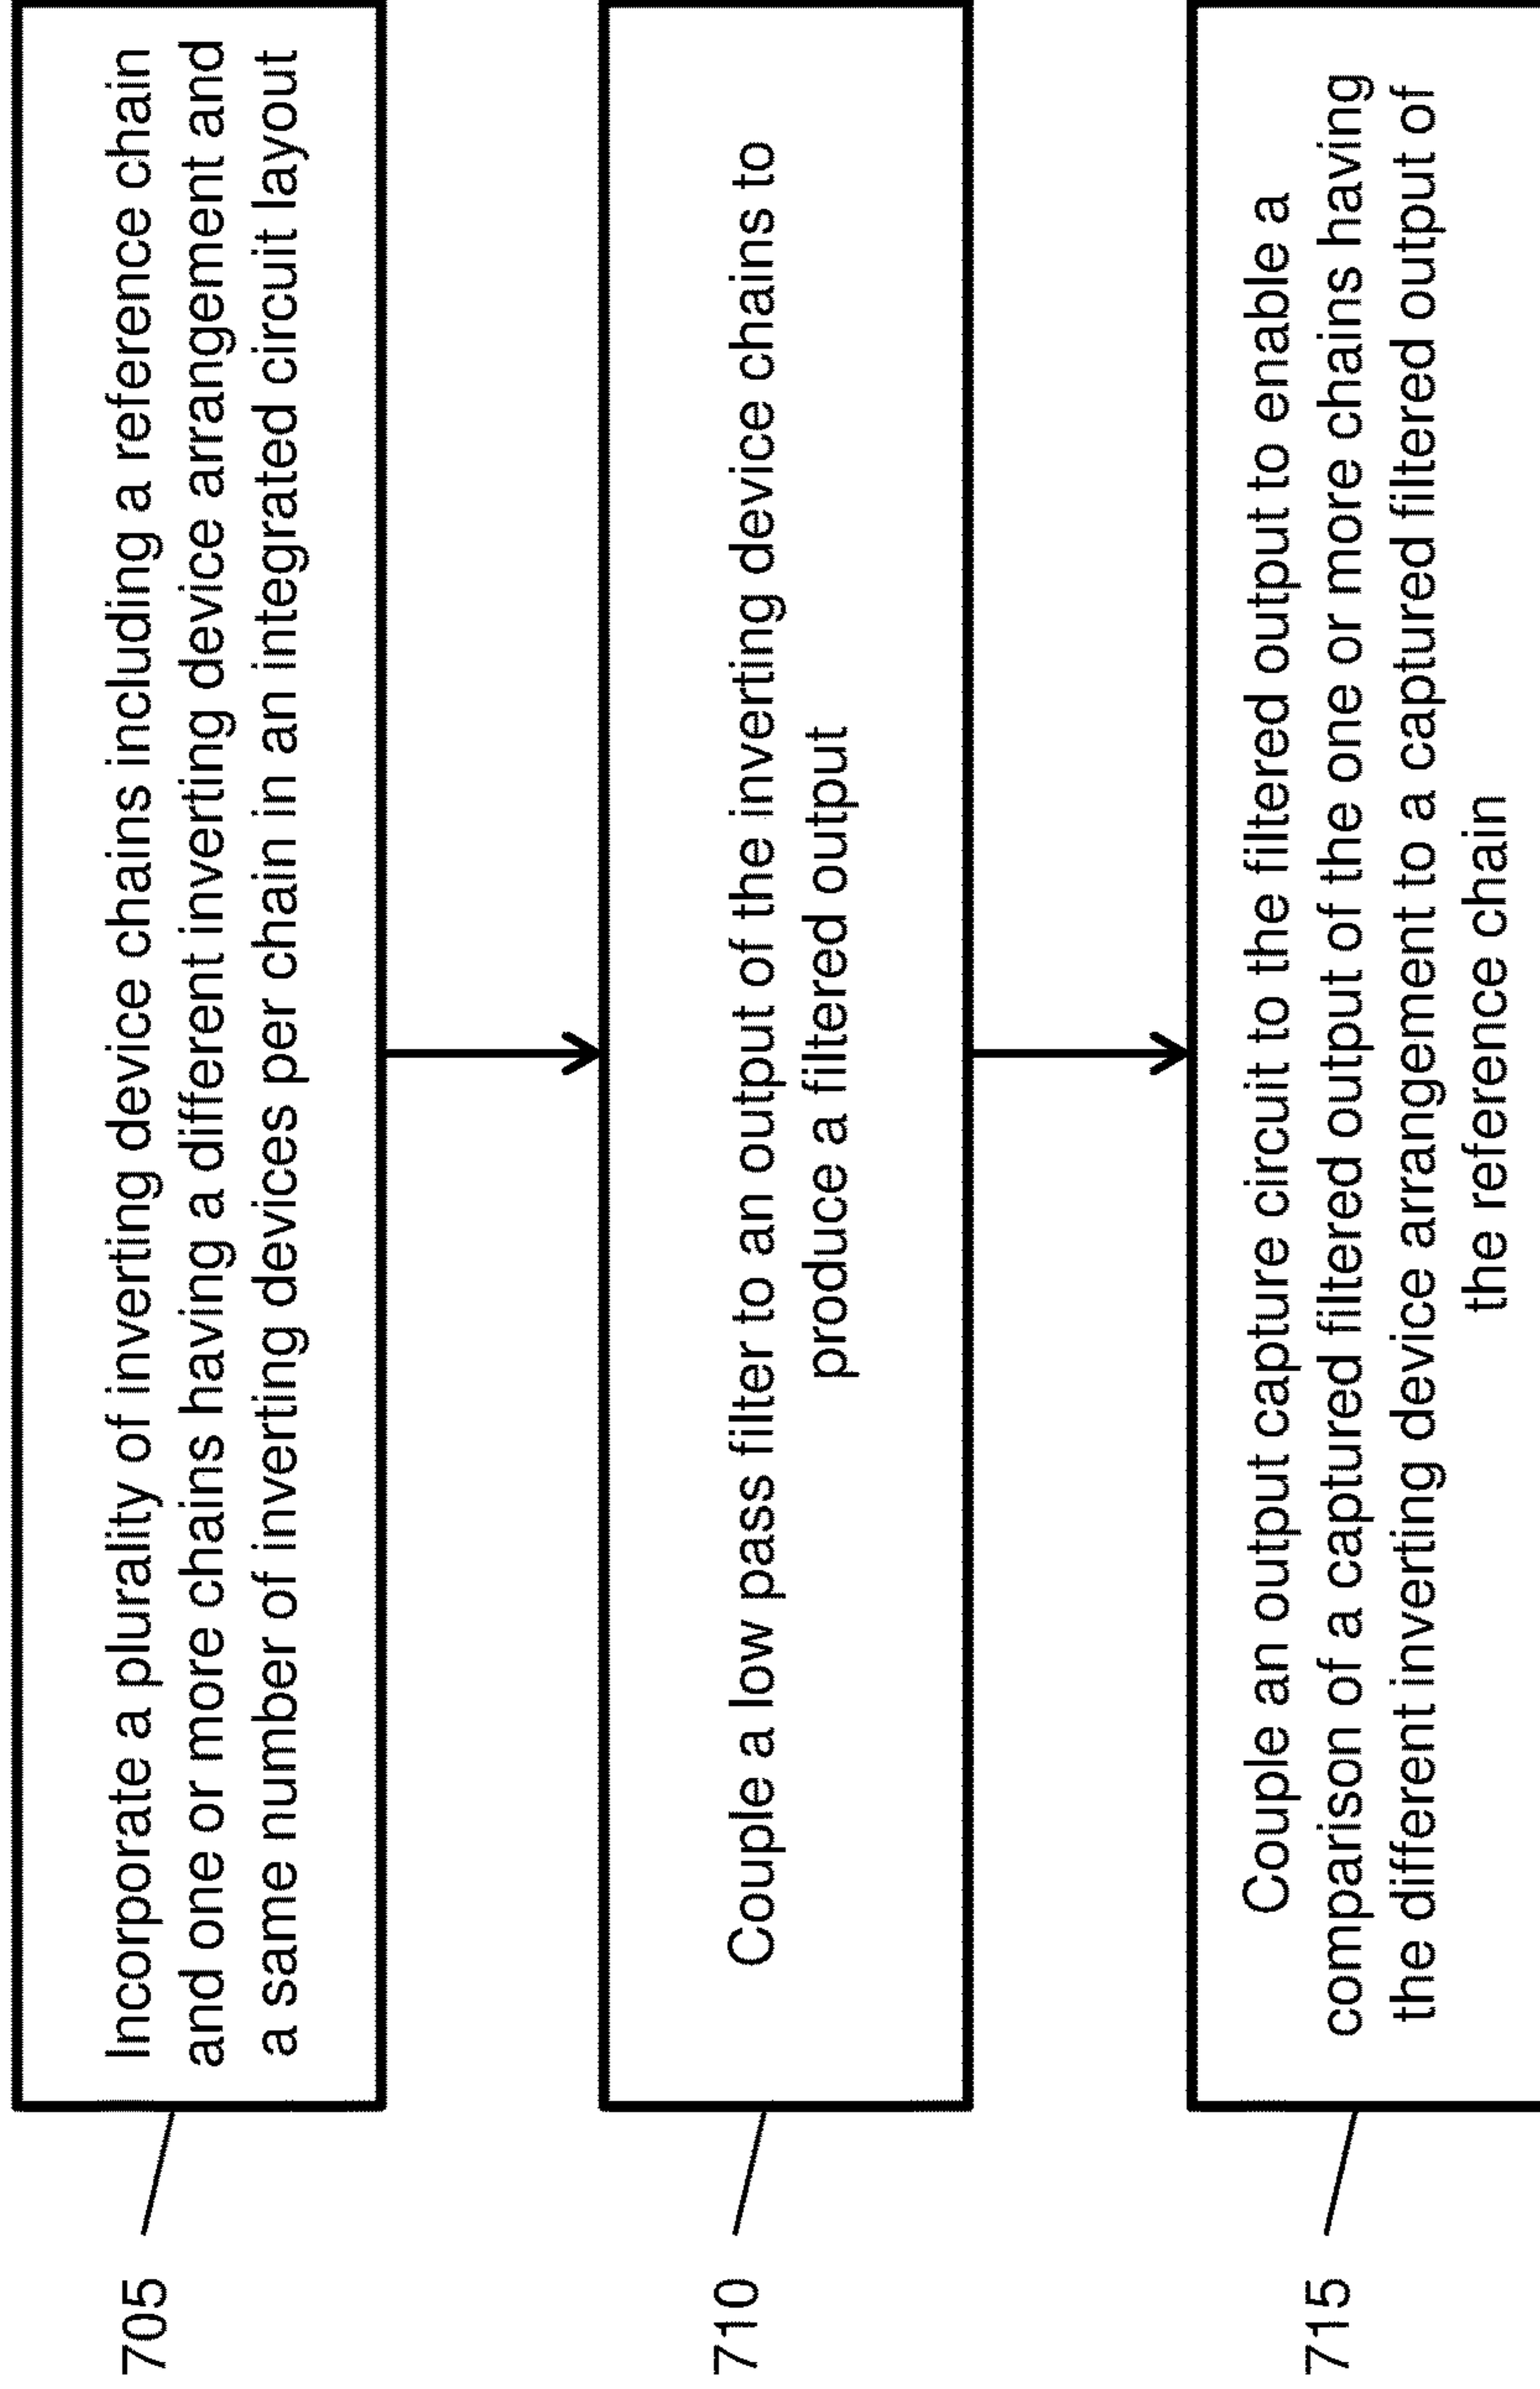 705
Incorporate a plurality of inverting device chains including a reference chain
and one or more chains having a different inverting device arrangement and
a same number of inverting devices per chain in an integrated circuit layout
710
Couple a low pass filter to an output of the inverting device chains to
produce a filtered output
715
Couple an output capture circuit to the filtered output to enable a
comparison of a captured filtered output of the one or more chains having
the different inverting device arrangement to a captured filtered output of
the reference chain